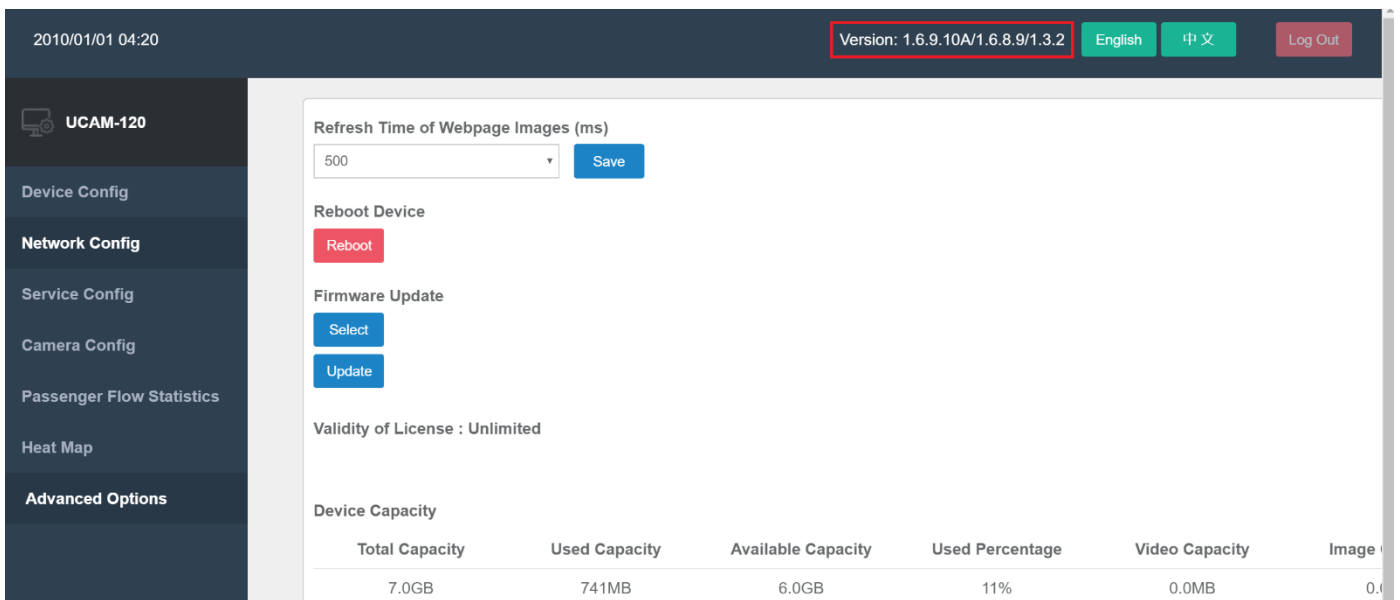 2010/01/01 04:20
Version: 1.6.9.10A/1.6.8.9/1.3.2
English
中文
Log Out
UCAM-120
Device Config
Network Config
Service Config
Camera Config
Passenger Flow Statistics
Heat Map
Advanced Options
Refresh Time of Webpage Images (ms)
500
Save
Reboot Device
Reboot
Firmware Update
Select
Update
Validity of License : Unlimited
Device Capacity
Total Capacity Used Capacity Available Capacity Used Percentage Video Capacity Image
7.0GB 741MB 6.0GB 11% 0.0MB